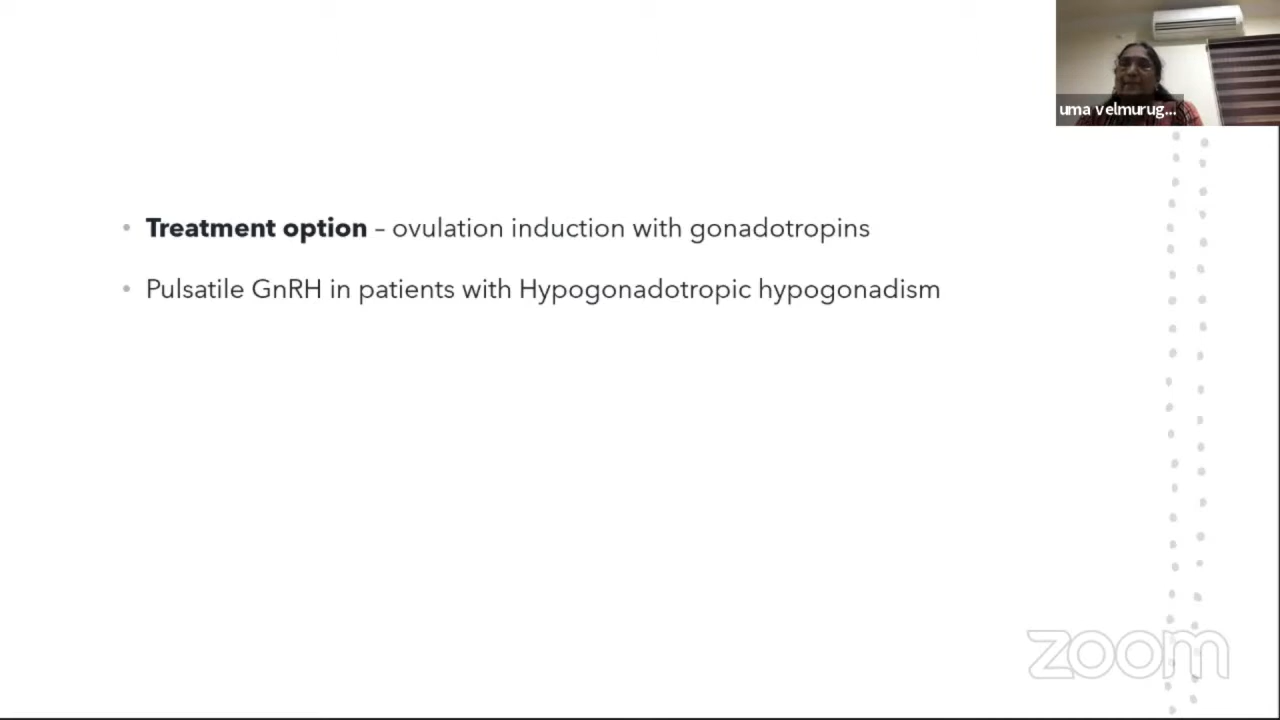 uma velmurug...
• Treatment option – ovulation induction with gonadotropins
• Pulsatile GnRH in patients with Hypogonadotropic hypogonadism
zoom